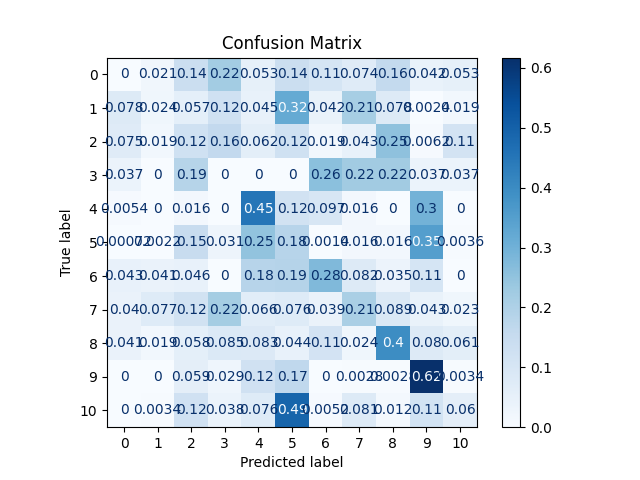 Confusion Matrix
0 0 0.021 0.14 0.22 0.053 0.14 0.11 0.074 0.16 0.042 0.053 0.6
1 0.078 0.024 0.057 0.12 0.045 0.32 0.042 0.21 0.078 0.0024 0.019
2 0.075 0.019 0.12 0.16 0.062 0.12 0.019 0.043 0.25 0.0062 0.11 0.5
3 0.037 0 0.19 0 0 0 0.26 0.22 0.22 0.037 0.037 0.4
4 0.0054 0 0.016 0 0.45 0.12 0.097 0.016 0 0.3 0
5 0.00072 0.0022 0.15 0.031 0.25 0.18 0.0014 0.016 0.016 0.35 0.0036 0.3
6 0.043 0.041 0.046 0 0.18 0.19 0.28 0.082 0.035 0.11 0
7 0.04 0.077 0.12 0.22 0.066 0.076 0.039 0.21 0.089 0.043 0.023 0.2
8 0.041 0.019 0.058 0.085 0.083 0.044 0.11 0.024 0.4 0.08 0.061
9 0 0 0.059 0.029 0.12 0.17 0 0.0028 0.62 0.0034 0.1
10 0 0.0034 0.12 0.038 0.076 0.49 0.0052 0.081 0.012 0.11 0.06 0.0
0 1 2 3 4 5 6 7 8 9 10
Predicted label
True label